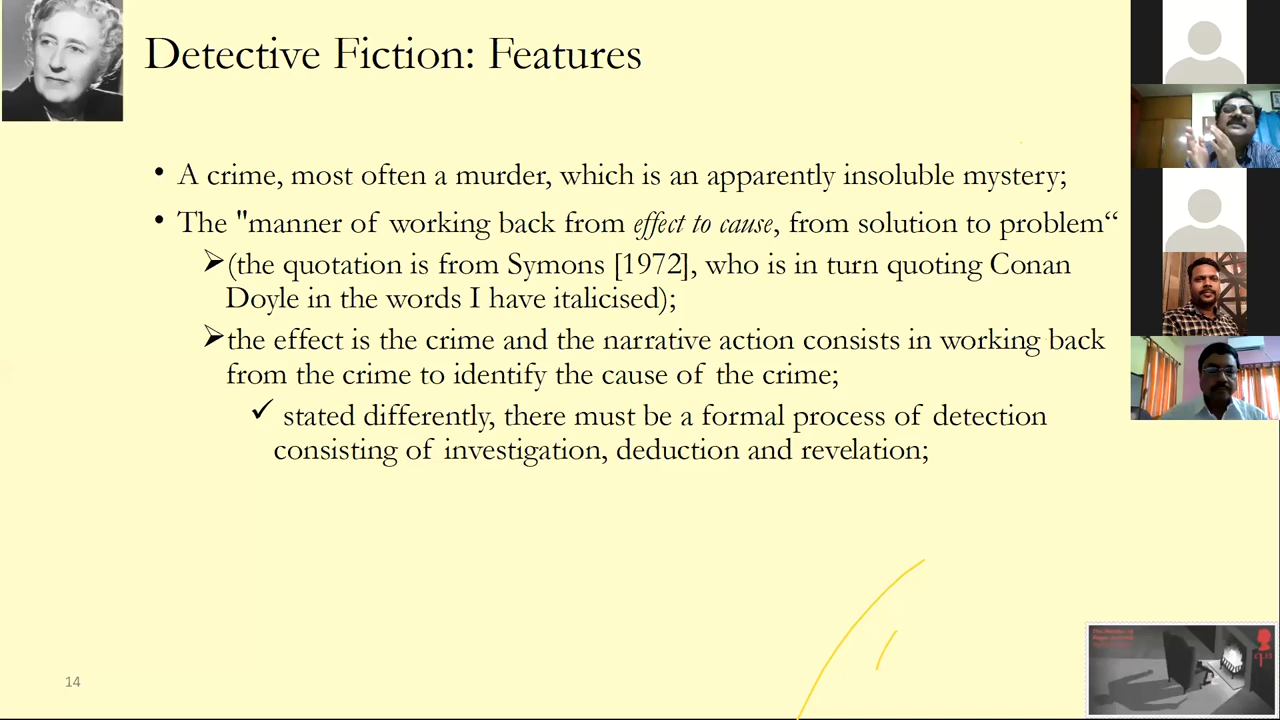 Detective Fiction: Features
• A crime, most often a murder, which is an apparently insoluble mystery;
• The "manner of working back from effect to cause, from solution to problem“
➢(the quotation is from Symons [1972], who is in turn quoting Conan
Doyle in the words I have italicised);
➢the effect is the crime and the narrative action consists in working back
from the crime to identify the cause of the crime;
✓ stated differently, there must be a formal process of detection
consisting of investigation, deduction and revelation;
14
The Murder of